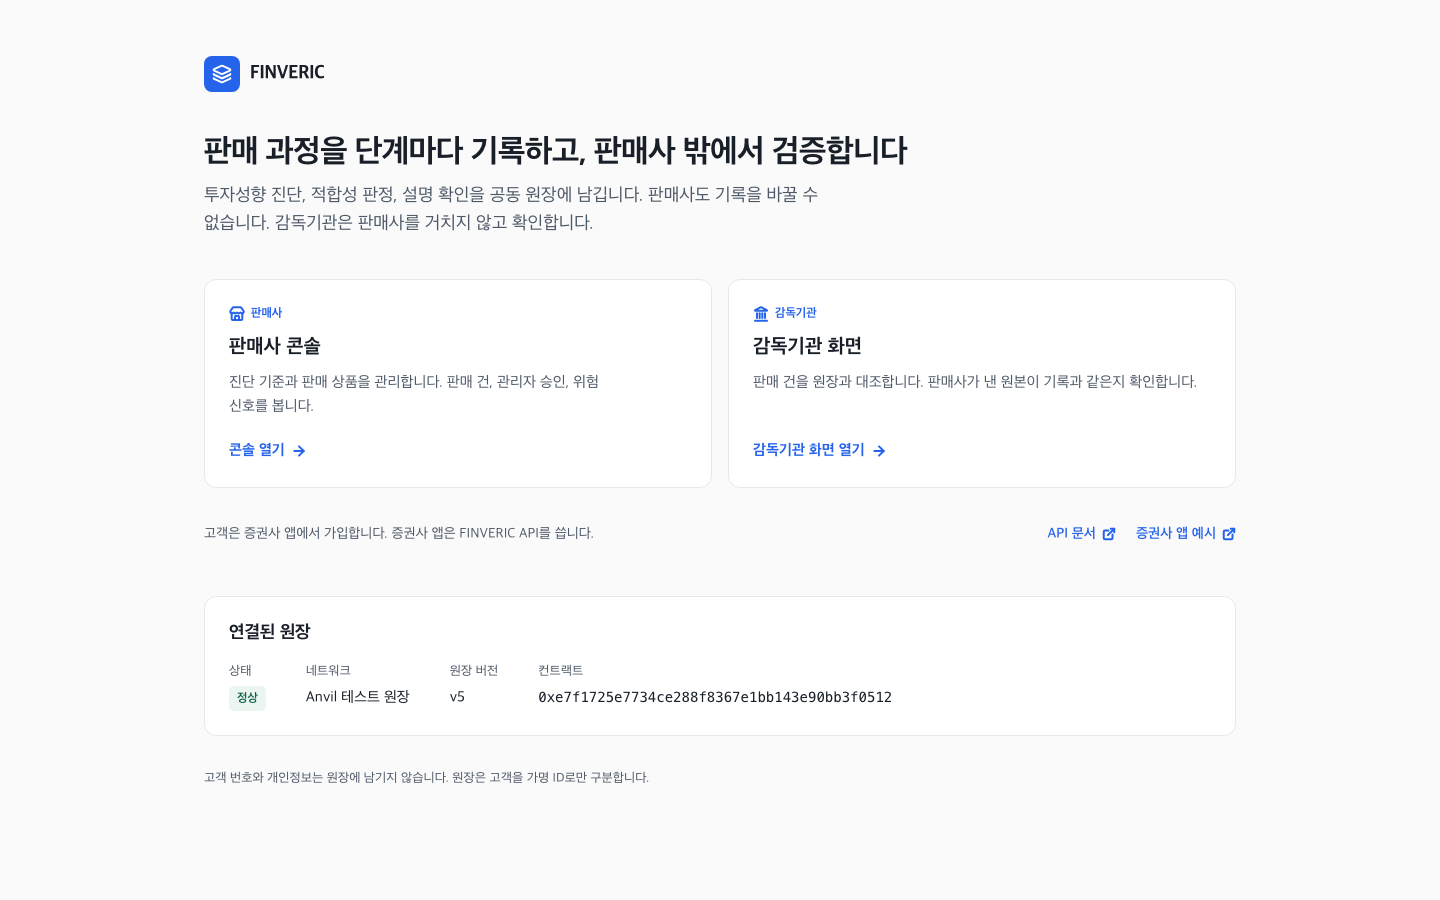 FINVERIC
판매 과정을 단계마다 기록하고, 판매사 밖에서 검증합니다
투자성향 진단, 적합성 판정, 설명 확인을 공동 원장에 남깁니다. 판매사도 기록을 바꿀 수
없습니다. 감독기관은 판매사를 거치지 않고 확인합니다.
판매사
판매사 콘솔
진단 기준과 판매 상품을 관리합니다. 판매 건, 관리자 승인, 위험
신호를 봅니다.
콘솔 열기
감독기관
감독기관 화면
판매 건을 원장과 대조합니다. 판매사가 낸 원본이 기록과 같은지 확인합니다.
감독기관 화면 열기
고객은 증권사 앱에서 가입합니다. 증권사 앱은 FINVERIC API를 씁니다.
API 문서
증권사 앱 예시
연결된 원장
상태
정상
네트워크
Anvil 테스트 원장
원장 버전
v5
컨트랙트
0xe7f1725e7734ce288f8367e1bb143e90bb3f0512
고객 번호와 개인정보는 원장에 남기지 않습니다. 원장은 고객을 가명 ID로만 구분합니다.